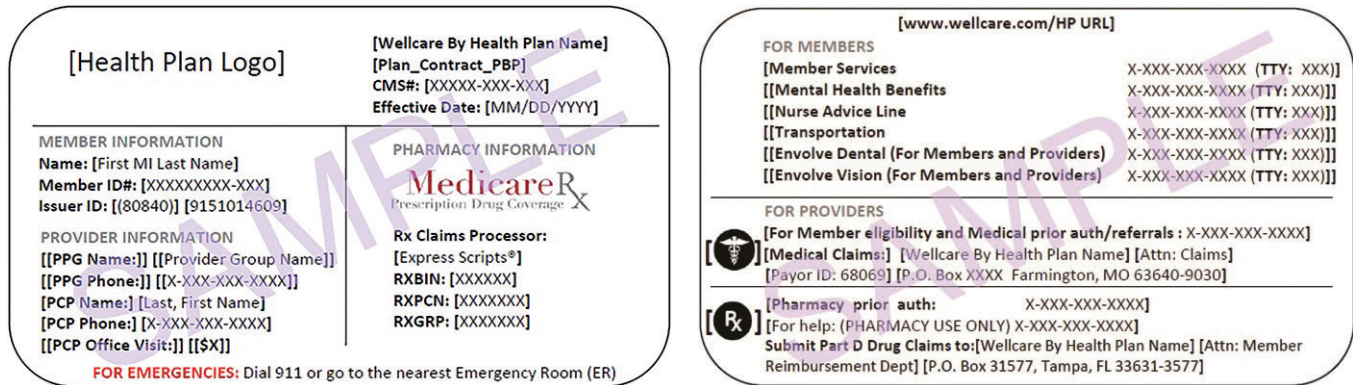 [Health Plan Logo]
[Wellcare By Health Plan Name]
[Plan_Contract_PBP]
CMS#: [XXXXX-XXX-XXX]
Effective Date: [MM/DD/YYYY]
MEMBER INFORMATION
Name: [First MI Last Name]
Member ID#: [XXXXXXXXX-XXX]
Issuer ID: [(80840)] [9151014609]
PROVIDER INFORMATION
[[PPG Name:]] [[Provider Group Name]]
[[PPG Phone:]] [[X-XXX-XXX-XXXX]]
[PCP Name:] [Last, First Name]
[PCP Phone:] [X-XXX-XXX-XXXX]
[[PCP Office Visit:]] [[$X]]
PHARMACY INFORMATION
MedicareRx
Prescription Drug Coverage
Rx Claims Processor:
[Express Scripts®]
RXBIN: [XXXXXX]
RXPCN: [XXXXXXX]
RXGRP: [XXXXXXX]
FOR EMERGENCIES: Dial 911 or go to the nearest Emergency Room (ER)
SAMPLE
[www.wellcare.com/HP URL]
FOR MEMBERS
[Member Services X-XXX-XXX-XXXX (TTY: XXX)]
[[Mental Health Benefits X-XXX-XXX-XXXX (TTY: XXX)]]
[[Nurse Advice Line X-XXX-XXX-XXXX (TTY: XXX)]]
[[Transportation X-XXX-XXX-XXXX (TTY: XXX)]]
[[Envolve Dental (For Members and Providers) X-XXX-XXX-XXXX (TTY: XXX)]]
[[Envolve Vision (For Members and Providers) X-XXX-XXX-XXXX (TTY: XXX)]]
FOR PROVIDERS
[For Member eligibility and Medical prior auth/referrals : X-XXX-XXX-XXXX]
[Medical Claims:] [Wellcare By Health Plan Name] [Attn: Claims]
[Payor ID: 68069] [P.O. Box XXXX Farmington, MO 63640-9030]
[Rx]
[Pharmacy prior auth: X-XXX-XXX-XXXX]
[For help: (PHARMACY USE ONLY) X-XXX-XXX-XXXX]
Submit Part D Drug Claims to:[Wellcare By Health Plan Name] [Attn: Member
Reimbursement Dept] [P.O. Box 31577, Tampa, FL 33631-3577]
SAMPLE